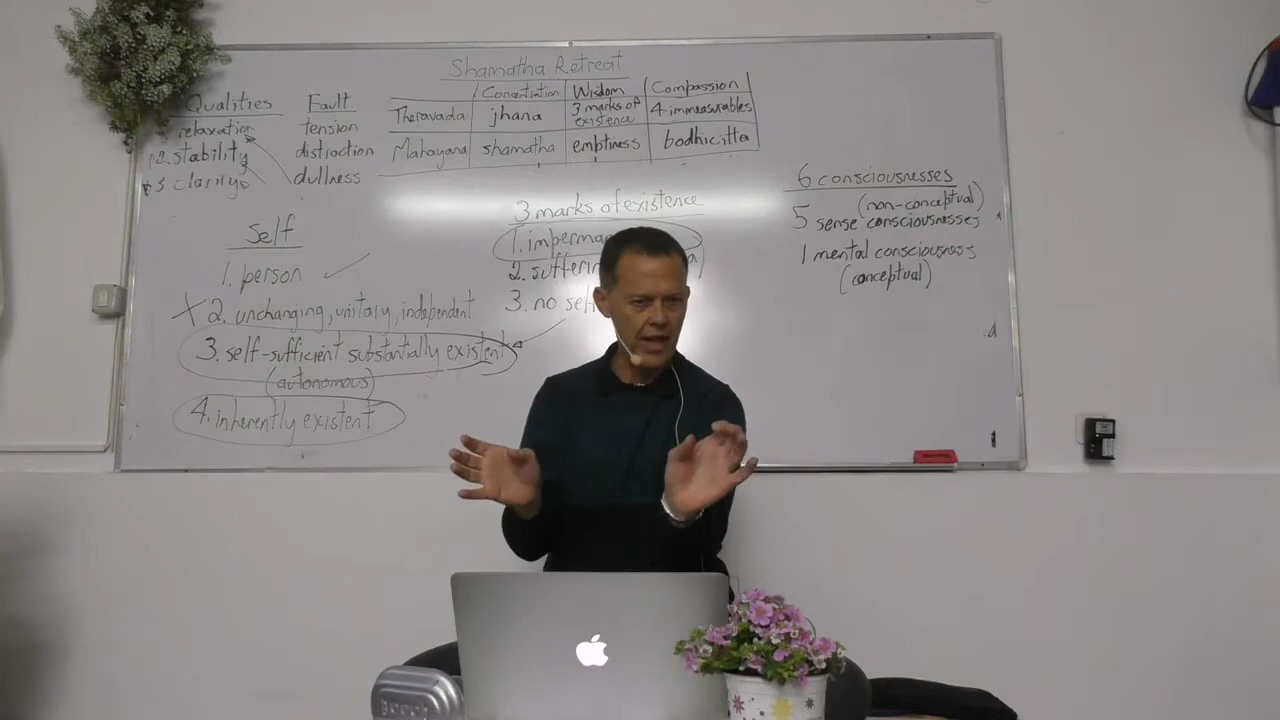 Shamatha Retreat
Qualities Fault
relaxation tension
2. stability distraction
3 clarity dullness
Concentration Wisdom Compassion
Theravada jhana 3 marks of existence 4 immeasurables
Mahayana shamatha emptiness bodhicitta
Self
1. person
X 2. unchanging, unitary, independent
3. self-sufficient substantially existent
(autonomous)
4. inherently existent
3 marks of existence
1.
2.
3. no
6 consciousnesses
(non-conceptual)
5 sense consciousnesses
1 mental consciousness
(conceptual)